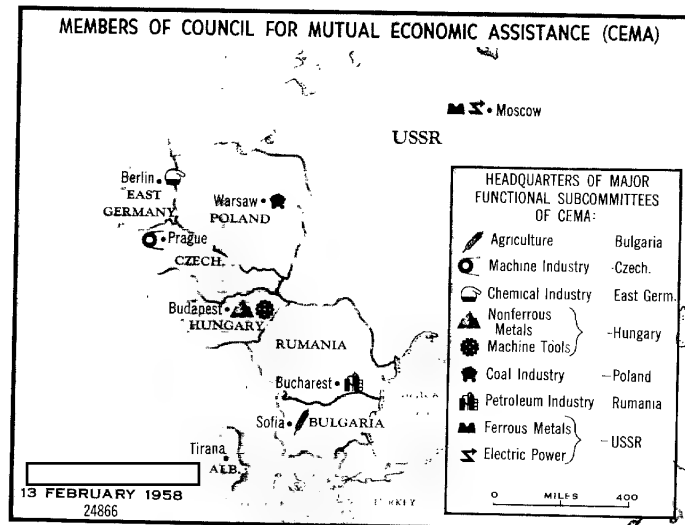 MEMBERS OF COUNCIL FOR MUTUAL ECONOMIC ASSISTANCE (CEMA)
Moscow
USSR
Berlin
EAST
GERMANY
Warsaw
POLAND
Prague
CZECH.
Budapest
HUNGARY
RUMANIA
Bucharest
Sofia
BULGARIA
Tirana
ALB.
HEADQUARTERS OF MAJOR
FUNCTIONAL SUBCOMMITTEES
OF CEMA:
Agriculture Bulgaria
Machine Industry Czech.
Chemical Industry East Germ.
Nonferrous
Metals
Machine Tools
Hungary
Coal Industry Poland
Petroleum Industry Rumania
Ferrous Metals
Electric Power
USSR
0 MILES 400
13 FEBRUARY 1958
24866